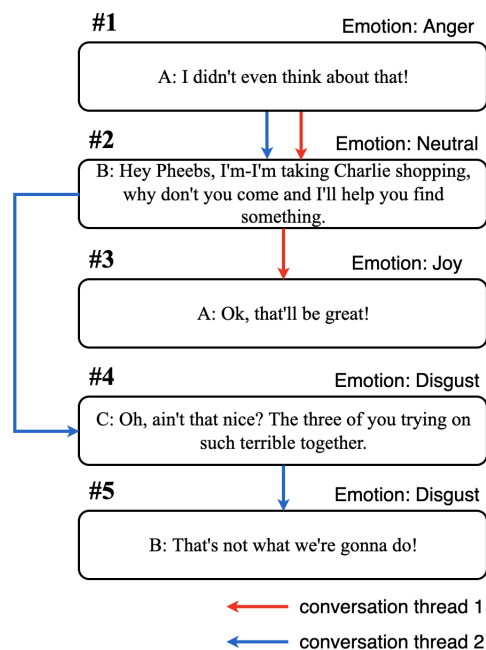 #1
Emotion: Anger
A: I didn't even think about that!
#2
Emotion: Neutral
B: Hey Pheebs, I'm-I'm taking Charlie shopping,
why don't you come and I'll help you find
something.
#3
Emotion: Joy
A: Ok, that'll be great!
#4
Emotion: Disgust
C: Oh, ain't that nice? The three of you trying on
such terrible together.
#5
Emotion: Disgust
B: That's not what we're gonna do!
conversation thread 1
conversation thread 2